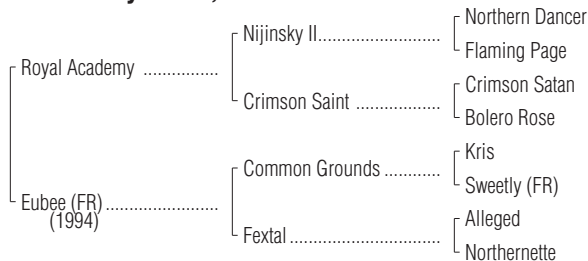 Northern Dancer
Nijinsky II
Flaming Page
Royal Academy
Crimson Satan
Crimson Saint
Bolero Rose
Kris
Common Grounds
Sweetly (FR)
Eubee (FR)
(1994)
Alleged
Fextal
Northernette